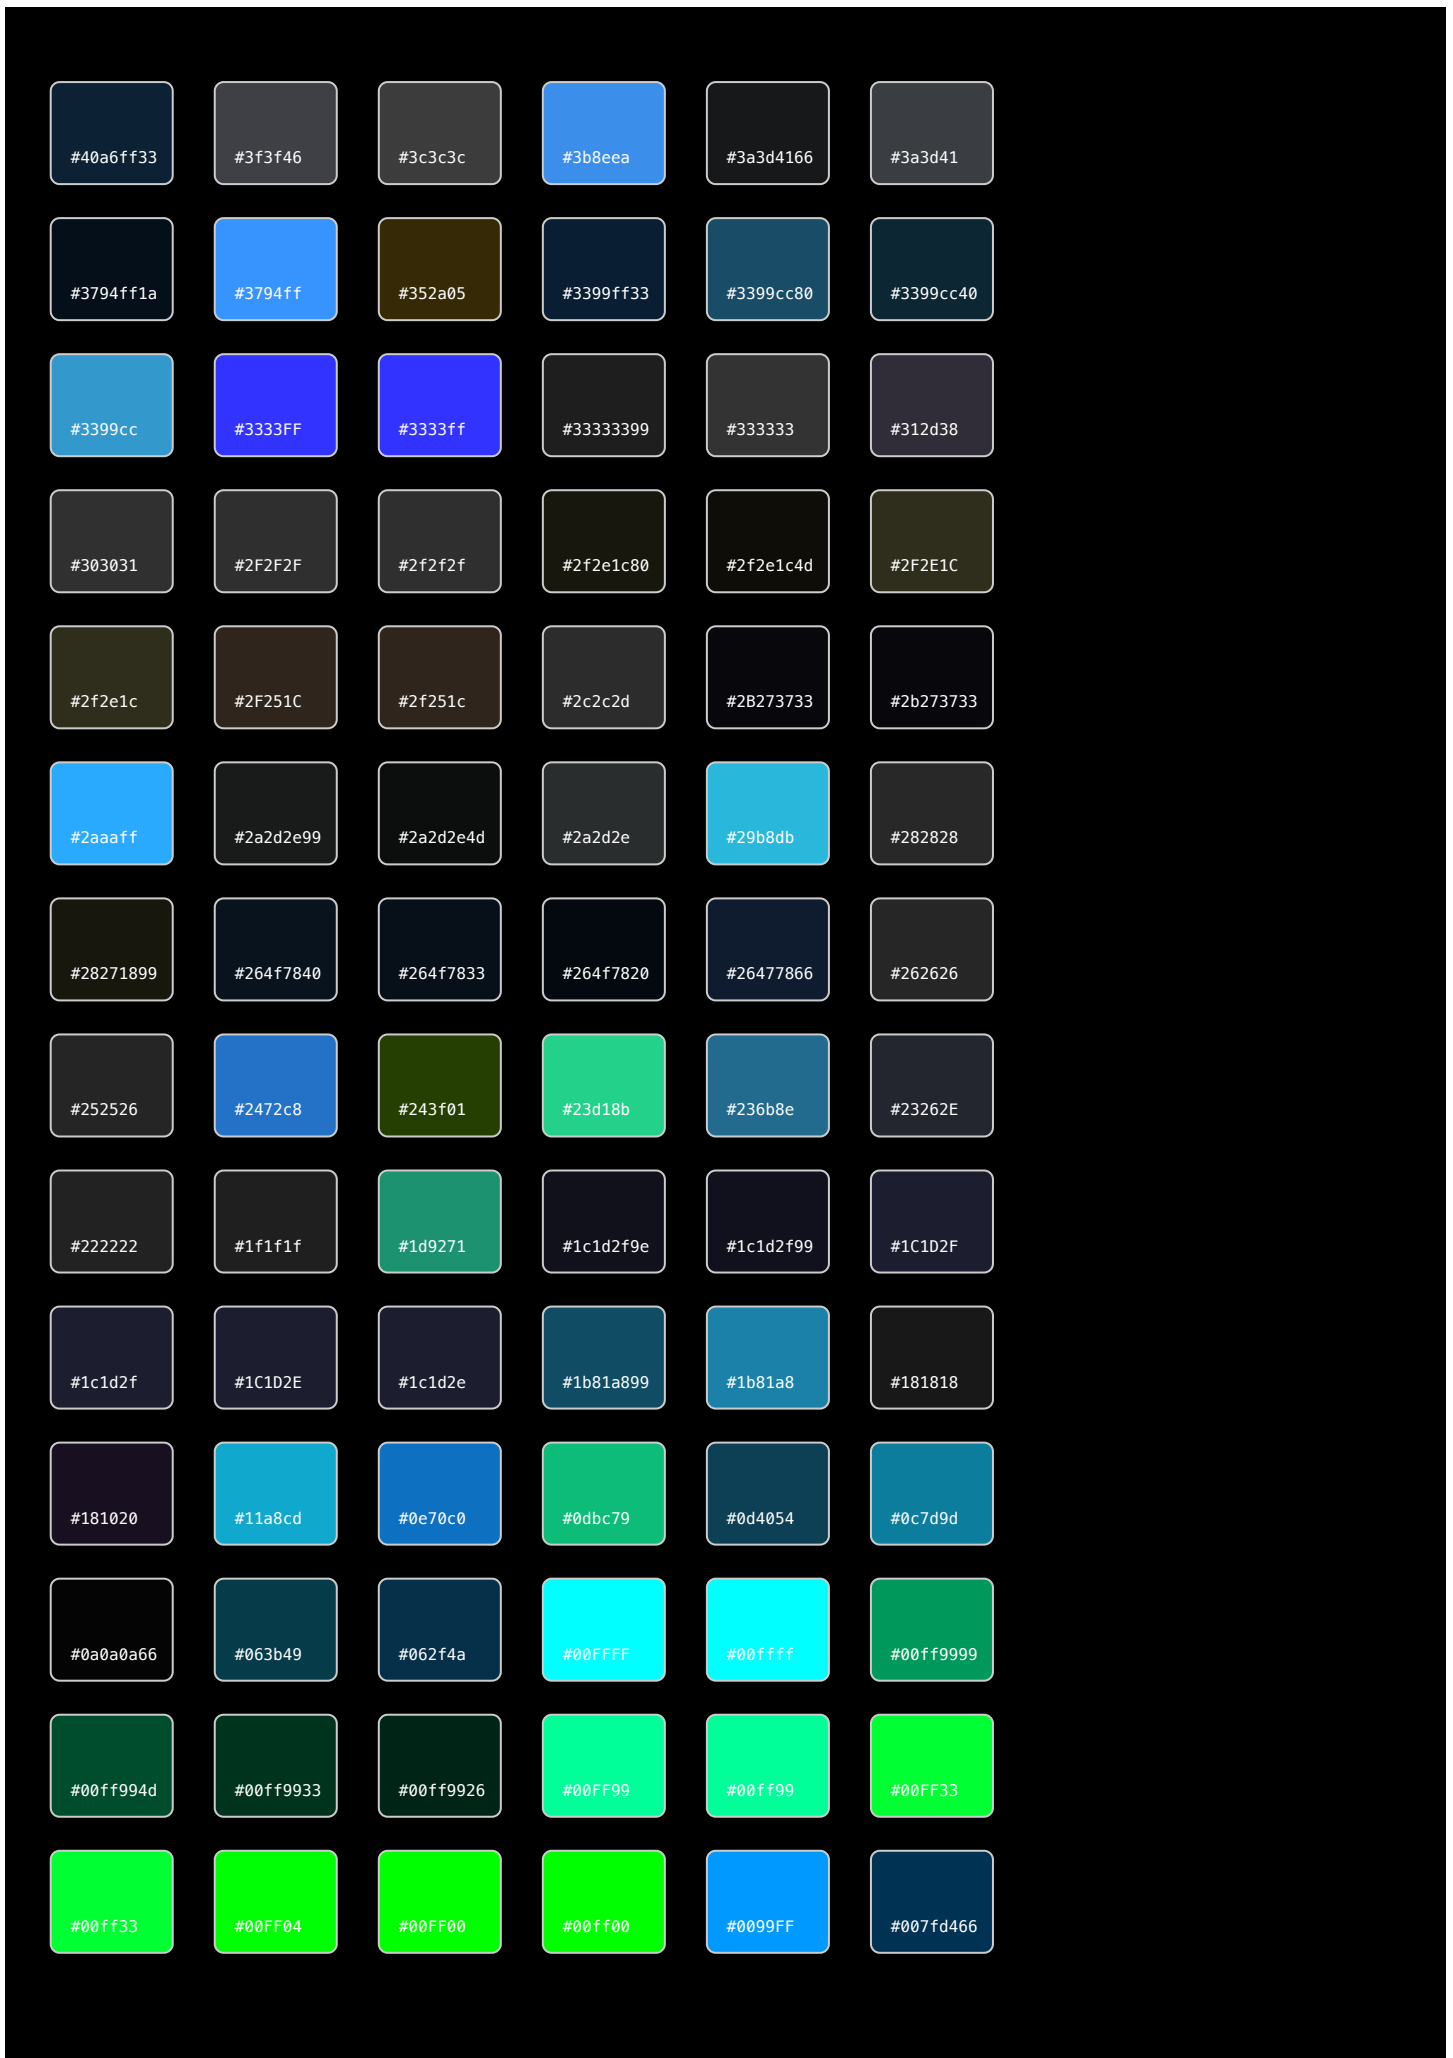 #40a6ff33 #3f3f46 #3c3c3c #3b8eea #3a3d4166 #3a3d41
#3794ff1a #3794ff #352a05 #3399ff33 #3399cc80 #3399cc40
#3399cc #3333FF #3333ff #33333399 #333333 #312d38
#303031 #2F2F2F #2f2f2f #2f2e1c80 #2f2e1c4d #2F2E1C
#2f2e1c #2F251C #2f251c #2c2c2d #2B273733 #2b273733
#2aaaff #2a2d2e99 #2a2d2e4d #2a2d2e #29b8db #282828
#28271899 #264f7840 #264f7833 #264f7820 #26477866 #262626
#252526 #2472c8 #243f01 #23d18b #236b8e #23262E
#222222 #1f1f1f #1d9271 #1c1d2f9e #1c1d2f99 #1C1D2F
#1c1d2f #1C1D2E #1c1d2e #1b81a899 #1b81a8 #181818
#181020 #11a8cd #0e70c0 #0dbc79 #0d4054 #0c7d9d
#0a0a0a66 #063b49 #062f4a #00FFFF #00ffff #00ff9999
#00ff994d #00ff9933 #00ff9926 #00FF99 #00ff99 #00FF33
#00ff33 #00FF04 #00FF00 #00ff00 #0099FF #007fd466